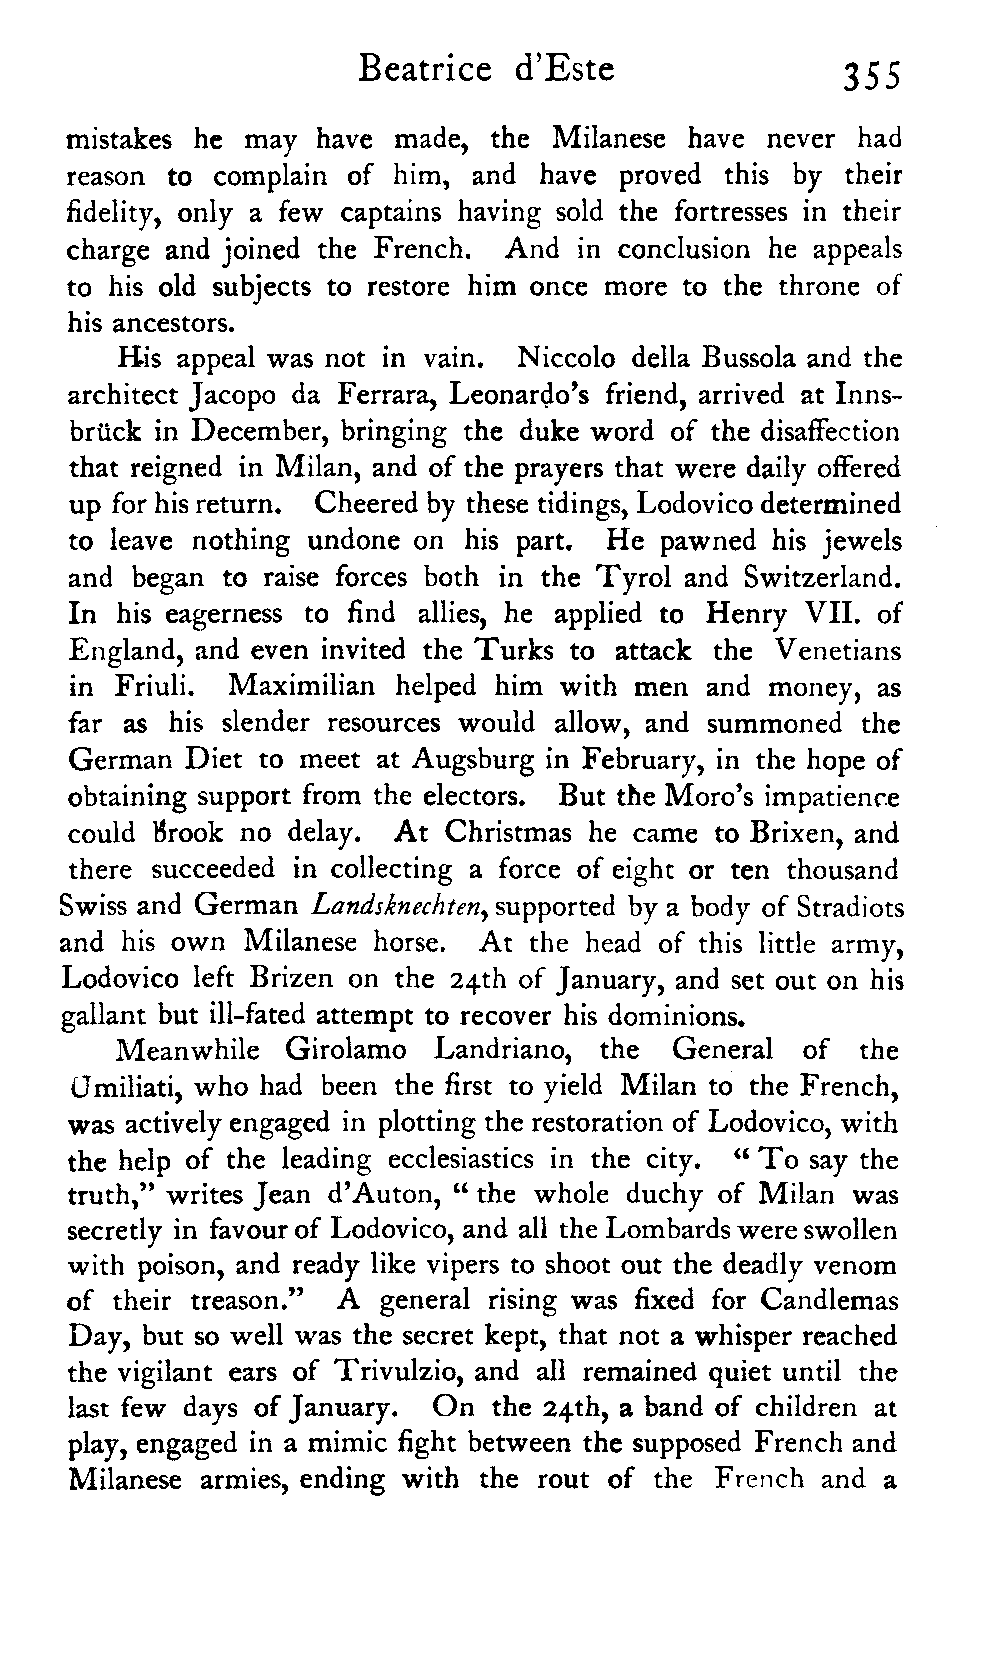 Beatrice d'Este 355
mistakes he may have made, the Milanese have never had
reason to complain of him, and have proved this by their
fidelity, only a few captains having sold the fortresses in their
charge and joined the French. And in conclusion he appeals
to his old subjects to restore him once more to the throne of
his ancestors.
His appeal was not in vain. Niccolo della Bussola and the
architect Jacopo da Ferrara, Leonardo's friend, arrived at Inns-
brück in December, bringing the duke word of the disaffection
that reigned in Milan, and of the prayers that were daily offered
up for his return. Cheered by these tidings, Lodovico determined
to leave nothing undone on his part. He pawned his jewels
and began to raise forces both in the Tyrol and Switzerland.
In his eagerness to find allies, he applied to Henry VII. of
England, and even invited the Turks to attack the Venetians
in Friuli. Maximilian helped him with men and money, as
far as his slender resources would allow, and summoned the
German Diet to meet at Augsburg in February, in the hope of
obtaining support from the electors. But the Moro's impatience
could brook no delay. At Christmas he came to Brixen, and
there succeeded in collecting a force of eight or ten thousand
Swiss and German Landsknechten, supported by a body of Stradiots
and his own Milanese horse. At the head of this little army,
Lodovico left Brizen on the 24th of January, and set out on his
gallant but ill-fated attempt to recover his dominions.
Meanwhile Girolamo Landriano, the General of the
Umiliati, who had been the first to yield Milan to the French,
was actively engaged in plotting the restoration of Lodovico, with
the help of the leading ecclesiastics in the city. "To say the
truth," writes Jean d'Auton, "the whole duchy of Milan was
secretly in favour of Lodovico, and all the Lombards were swollen
with poison, and ready like vipers to shoot out the deadly venom
of their treason." A general rising was fixed for Candlemas
Day, but so well was the secret kept, that not a whisper reached
the vigilant ears of Trivulzio, and all remained quiet until the
last few days of January. On the 24th, a band of children at
play, engaged in a mimic fight between the supposed French and
Milanese armies, ending with the rout of the French and a